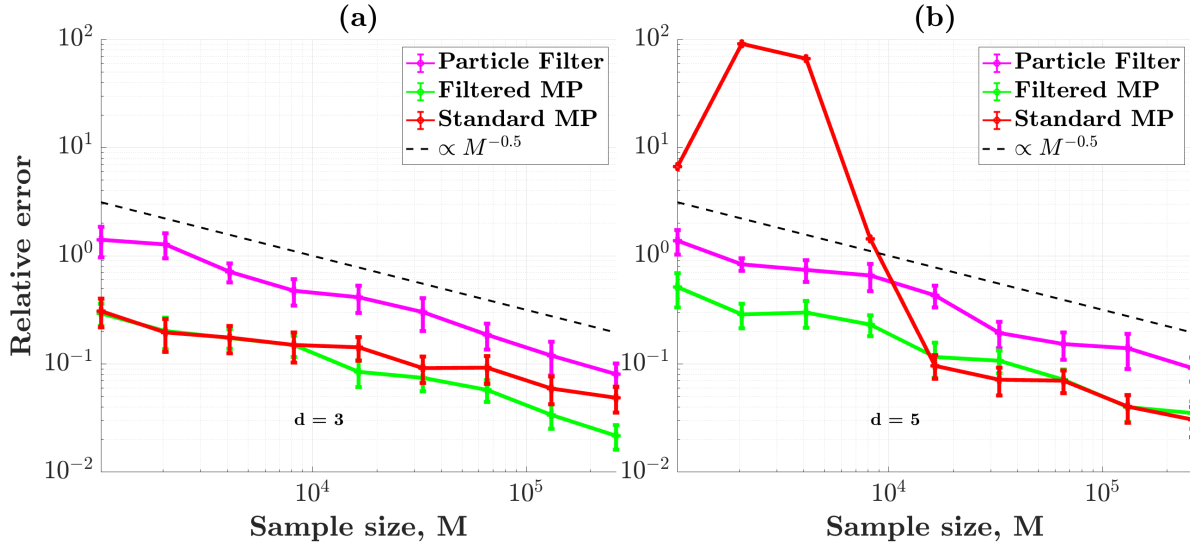 (a)
Relative error
10^2
10^1
10^0
10^{-1}
10^{-2}
Particle Filter
Filtered MP
Standard MP
∝ M^{-0.5}
d = 3
10^4
10^5
Sample size, M
(b)
10^2
10^1
10^0
10^{-1}
10^{-2}
Particle Filter
Filtered MP
Standard MP
∝ M^{-0.5}
d = 5
10^4
10^5
Sample size, M